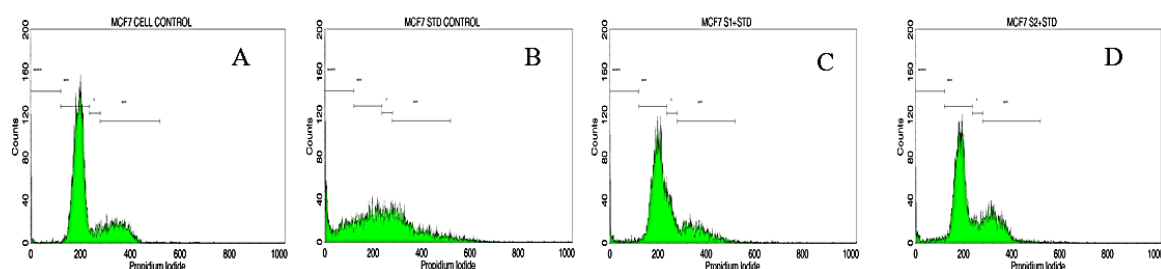 MCF7 CELL CONTROL
A
200
160
120
80
40
0
Counts
0 200 400 600 800 1000
Propidium Iodide
MCF7 STD CONTROL
B
200
160
120
80
40
0
Counts
0 200 400 600 800 1000
Propidium Iodide
MCF7 S1+STD
C
200
160
120
80
40
0
Counts
0 200 400 600 800 1000
Propidium Iodide
MCF7 S2+STD
D
200
160
120
80
40
0
Counts
0 200 400 600 800 1000
Propidium Iodide